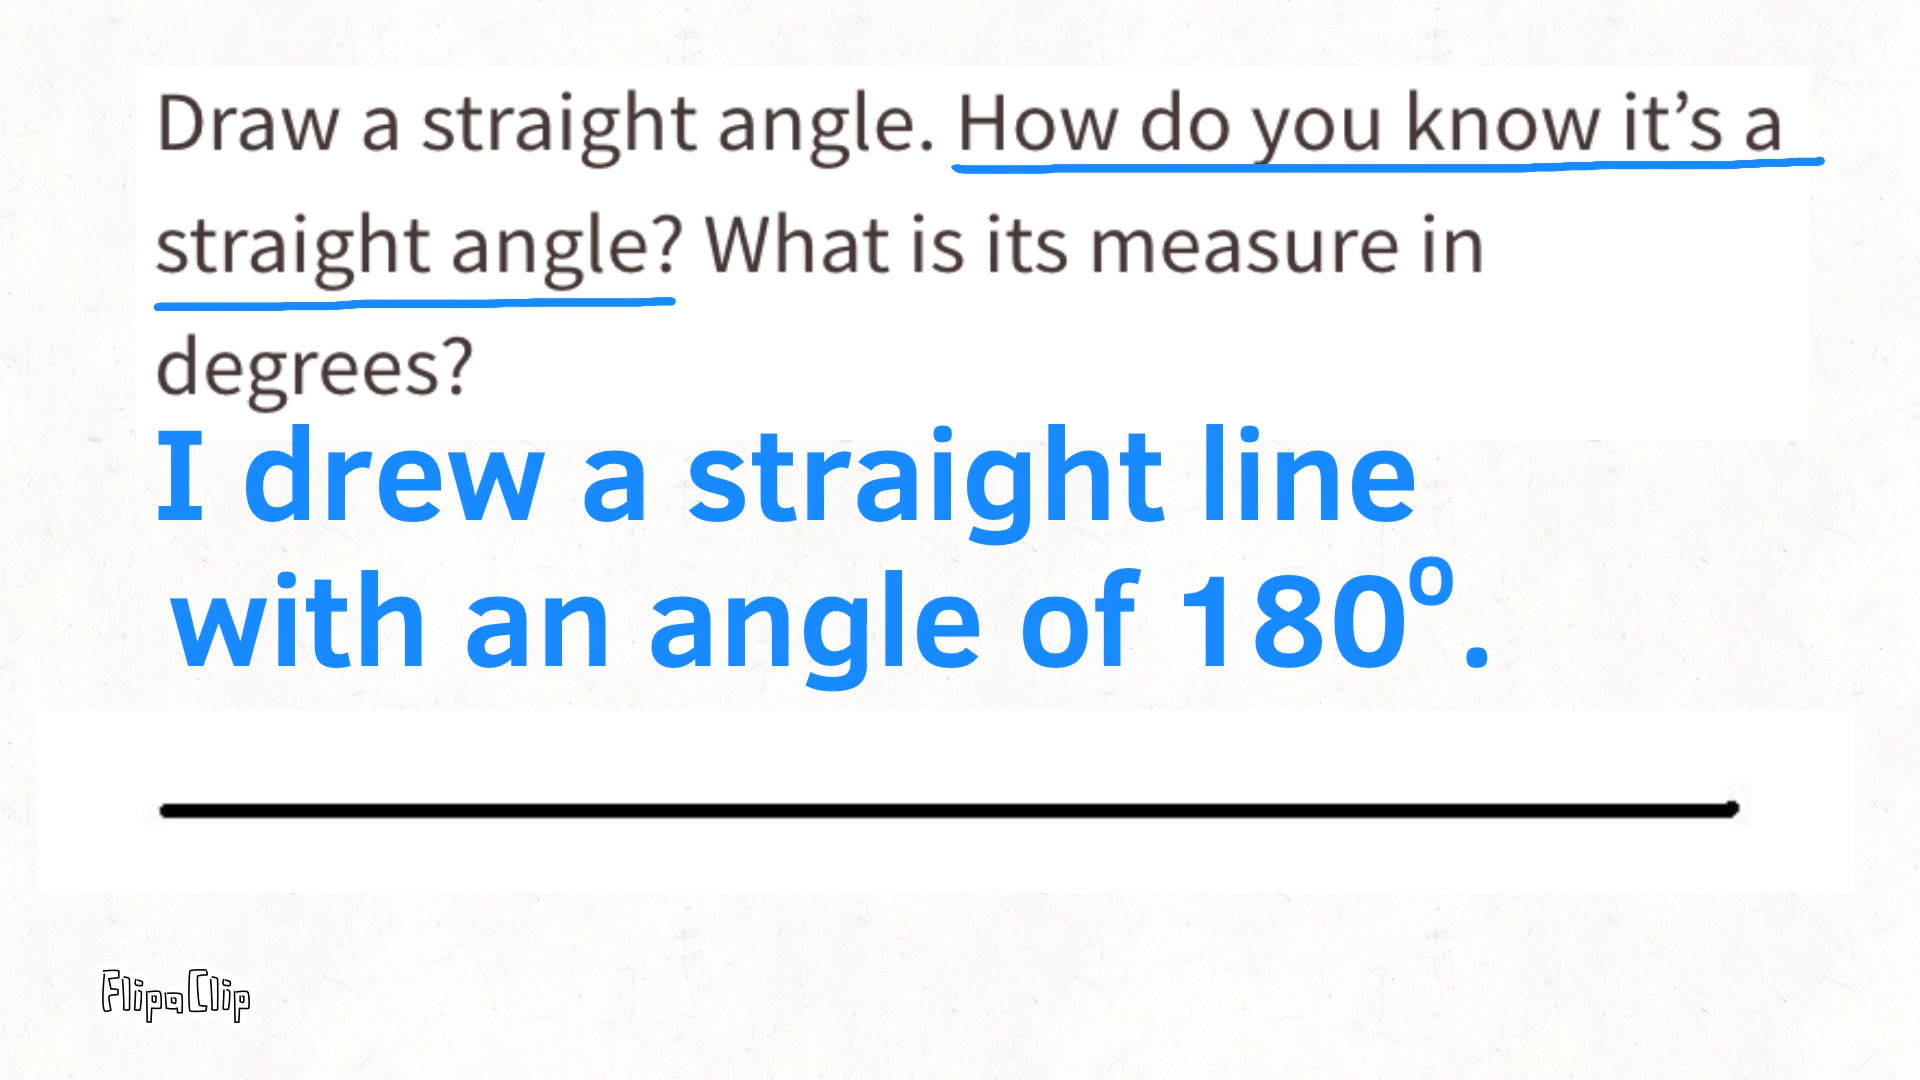 Draw a straight angle. How do you know it’s a
straight angle? What is its measure in
degrees?
I drew a straight line
with an angle of 180º.
FlipaClip